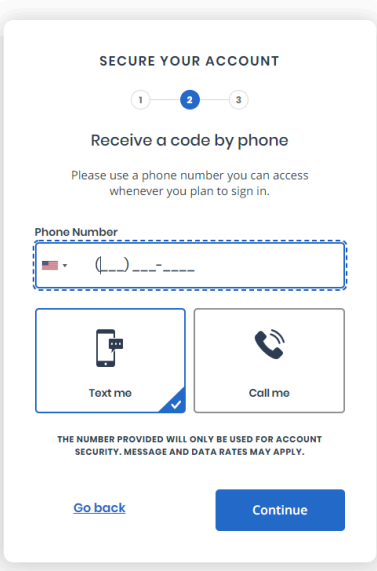 SECURE YOUR ACCOUNT
1 2 3
Receive a code by phone
Please use a phone number you can access
whenever you plan to sign in.
Phone Number
(___) ___-____
Text me Call me
THE NUMBER PROVIDED WILL ONLY BE USED FOR ACCOUNT
SECURITY. MESSAGE AND DATA RATES MAY APPLY.
Go back Continue